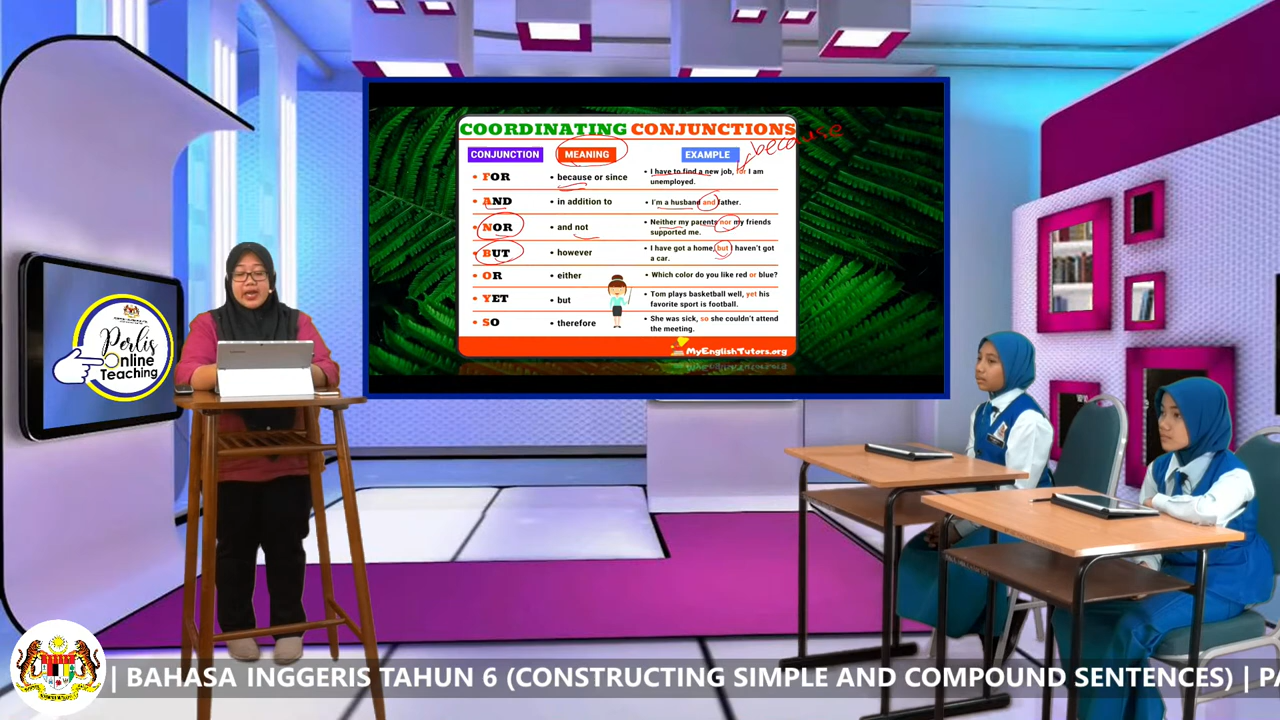 COORDINATING CONJUNCTIONS
because
CONJUNCTION MEANING EXAMPLE
FOR
because or since
• I have to find a new job, for I am
unemployed.
AND
in addition to
• I'm a husband and father.
NOR
and not
• Neither my parents nor my friends
supported me.
BUT
however
• I have got a home, but I haven't got
a car.
OR
either
• Which color do you like red or blue?
YET
but
• Tom plays basketball well, yet his
favorite sport is football.
SO
therefore
• She was sick, so she couldn't attend
the meeting.
MyEnglishTutors.org
Perlis
Online
Teaching
| BAHASA INGGERIS TAHUN 6 (CONSTRUCTING SIMPLE AND COMPOUND SENTENCES) | PA